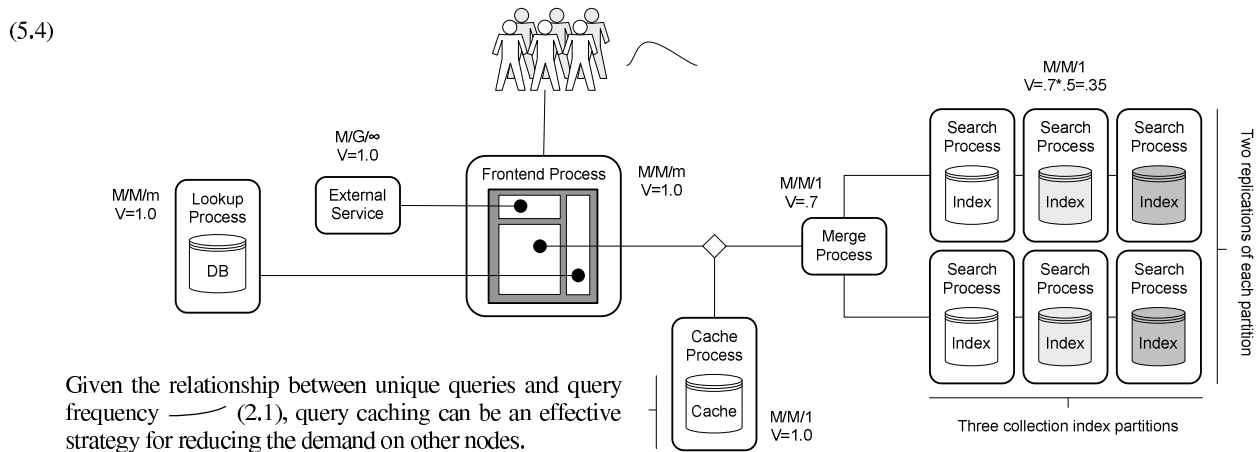 (5.4)
M/M/1
V=.7*.5=.35
M/G/∞
V=1.0
M/M/m
V=1.0
Lookup
Process
DB
External
Service
Frontend Process
M/M/m
V=1.0
M/M/1
V=.7
Merge
Process
Search
Process
Index
Search
Process
Index
Search
Process
Index
Search
Process
Index
Search
Process
Index
Search
Process
Index
Two replications of each partition
Three collection index partitions
Cache
Process
Cache
M/M/1
V=1.0
Given the relationship between unique queries and query
frequency (2.1), query caching can be an effective
strategy for reducing the demand on other nodes.